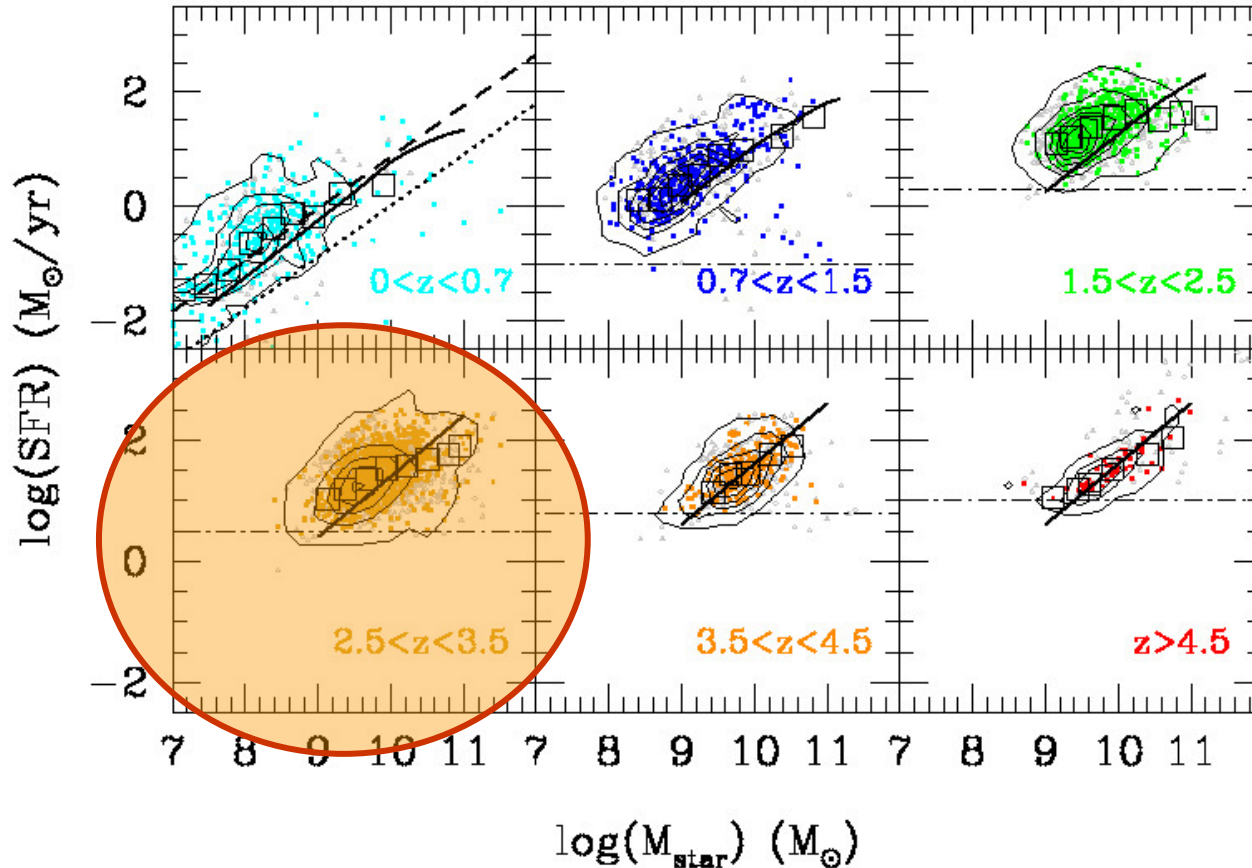 log(SFR) (M⊙/yr)
2
0
−2
0<z<0.7
0.7<z<1.5
1.5<z<2.5
2
0
−2
2.5<z<3.5
3.5<z<4.5
z>4.5
7 8 9 10 11 7 8 9 10 11 7 8 9 10 11
log(Mstar) (M⊙)